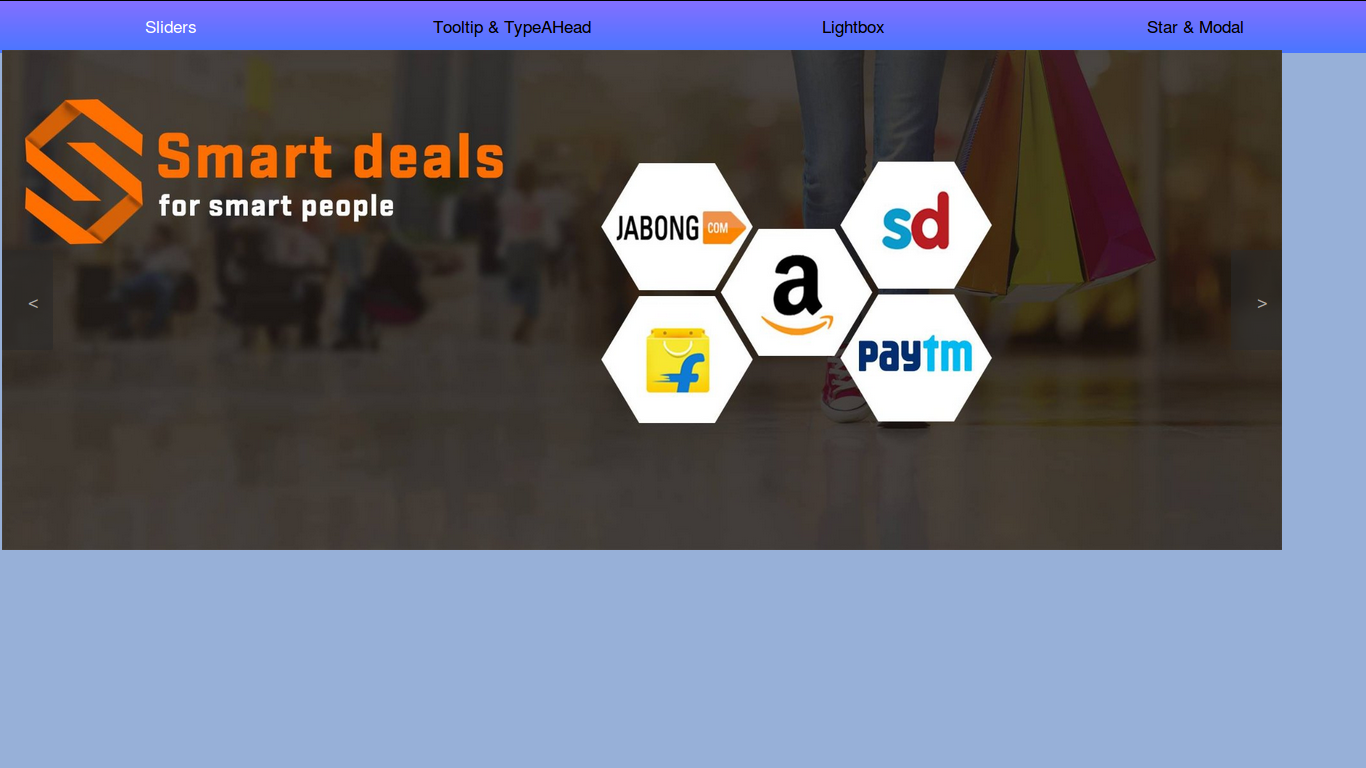 Sliders
Tooltip & TypeAHead
Lightbox
Star & Modal
Smart deals
for smart people
JABONG COM
sd
a
f
paytm
<
>